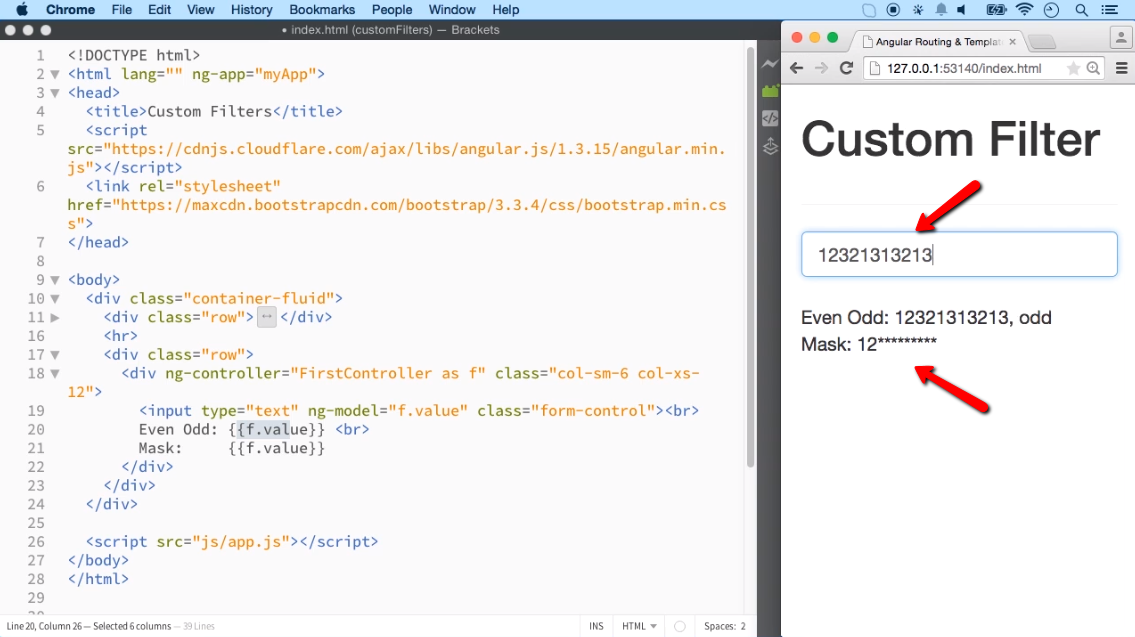 Chrome File Edit View History Bookmarks People Window Help
• index.html (customFilters) — Brackets
1 <!DOCTYPE html>
2 <html lang="" ng-app="myApp">
3 <head>
4 <title>Custom Filters</title>
5 <script
src="https://cdnjs.cloudflare.com/ajax/libs/angular.js/1.3.15/angular.min.
js"></script>
6 <link rel="stylesheet"
href="https://maxcdn.bootstrapcdn.com/bootstrap/3.3.4/css/bootstrap.min.cs
s">
7 </head>
8
9 <body>
10 <div class="container-fluid">
11 <div class="row"></div>
16 <hr>
17 <div class="row">
18 <div ng-controller="FirstController as f" class="col-sm-6 col-xs-
12">
19 <input type="text" ng-model="f.value" class="form-control"><br>
20 Even Odd: {{f.value}} <br>
21 Mask: {{f.value}}
22 </div>
23 </div>
24 </div>
25
26 <script src="js/app.js"></script>
27 </body>
28 </html>
29
Line 20, Column 26 — Selected 6 columns — 39 Lines
INS HTML Spaces: 2
Angular Routing & Templat
127.0.0.1:53140/index.html
Custom Filter
12321313213
Even Odd: 12321313213, odd
Mask: 12*********